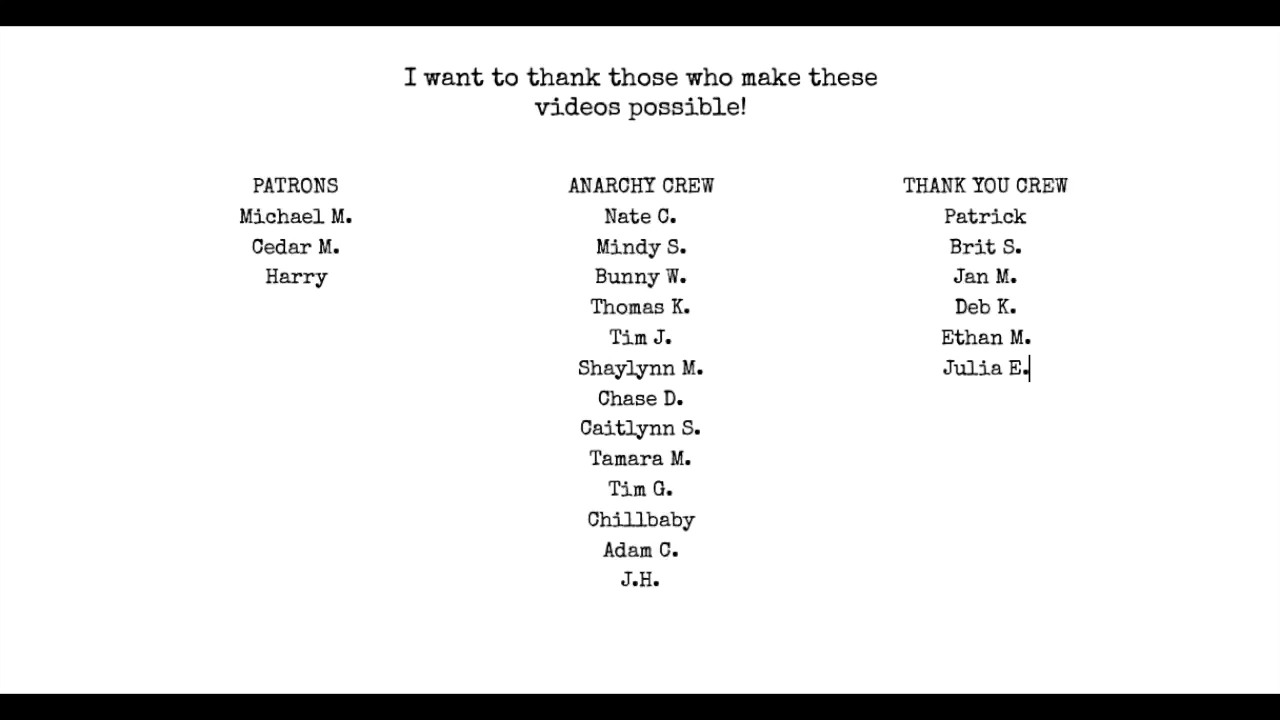 I want to thank those who make these
videos possible!
PATRONS
Michael M.
Cedar M.
Harry
ANARCHY CREW
Nate C.
Mindy S.
Bunny W.
Thomas K.
Tim J.
Shaylynn M.
Chase D.
Caitlynn S.
Tamara M.
Tim G.
Chillbaby
Adam C.
J.H.
THANK YOU CREW
Patrick
Brit S.
Jan M.
Deb K.
Ethan M.
Julia E.